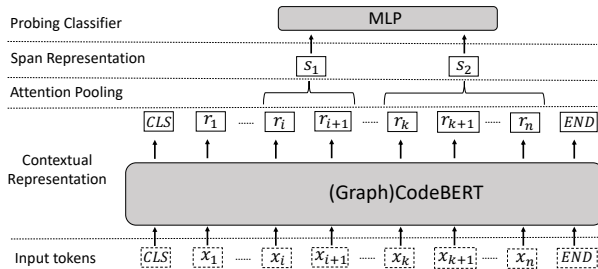 Probing Classifier MLP
Span Representation s₁ s₂
Attention Pooling
CLS r₁ ...... rᵢ rᵢ₊₁ ...... rₖ rₖ₊₁ ...... rₙ END
Contextual
Representation
(Graph)CodeBERT
Input tokens CLS x₁ ...... xᵢ xᵢ₊₁ ...... xₖ xₖ₊₁ ...... xₙ END